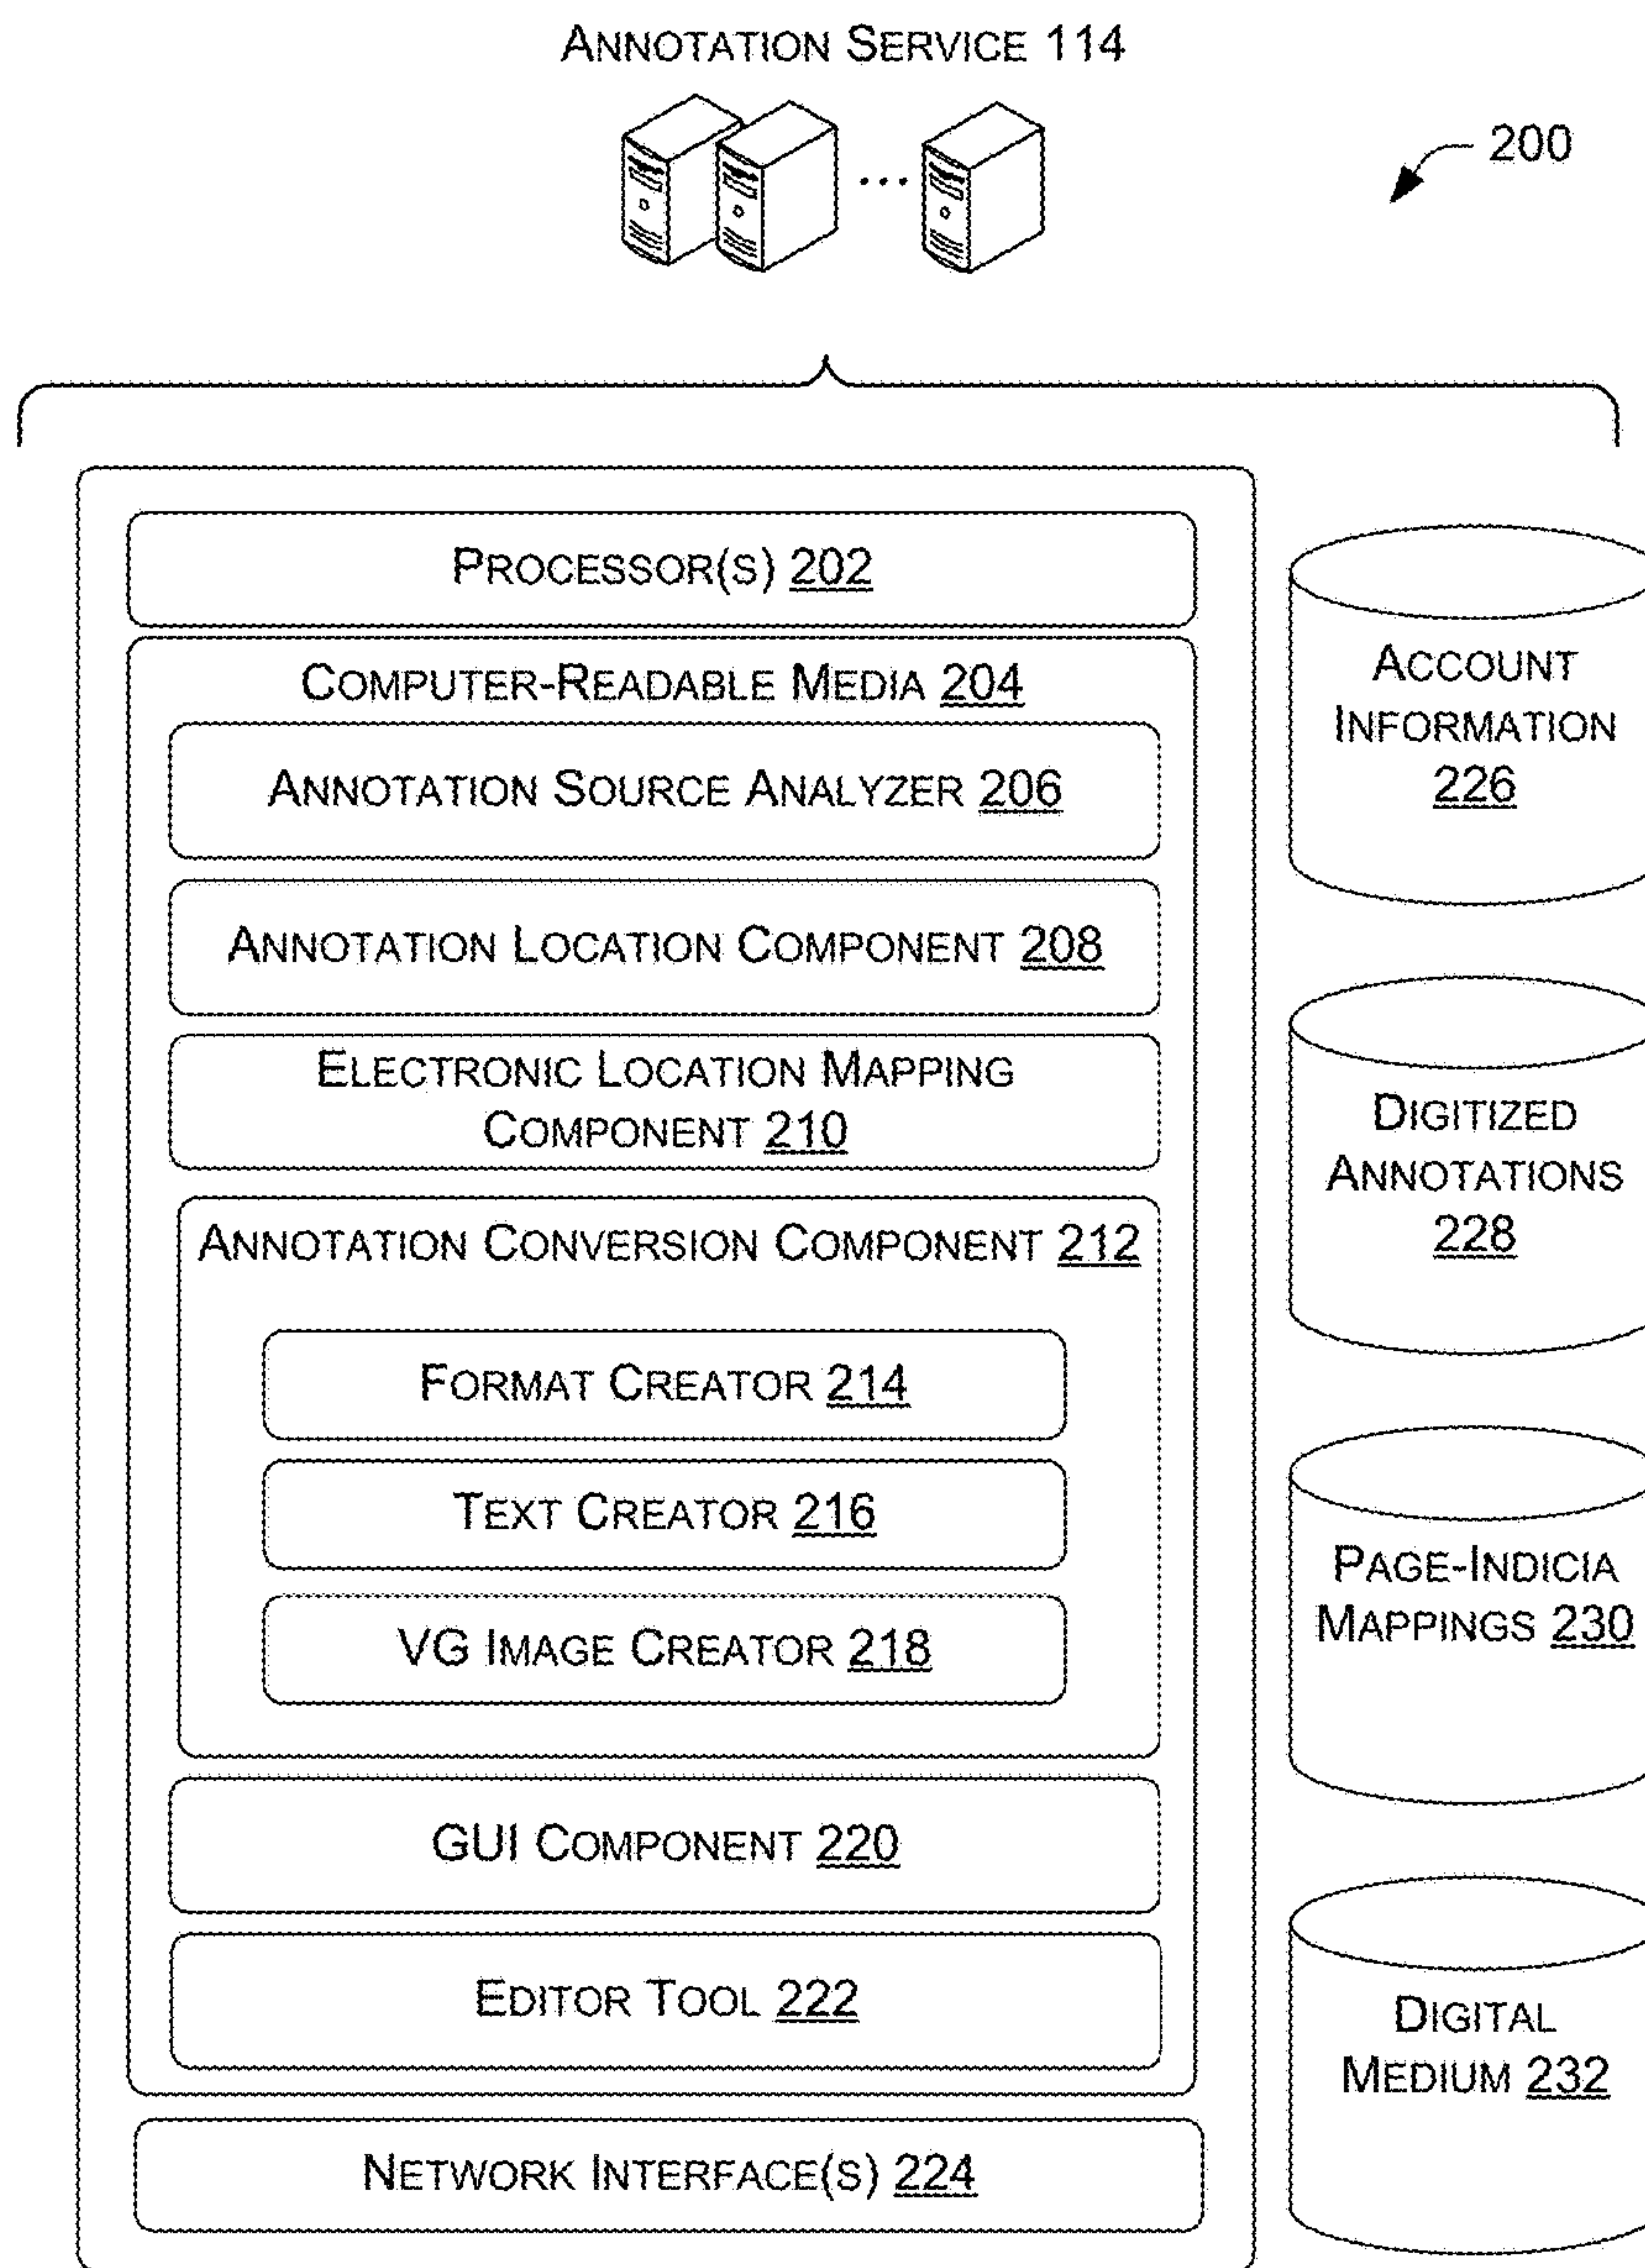 ANNOTATION SERVICE 114
200
PROCESSOR(S) 202
COMPUTER-READABLE MEDIA 204
ANNOTATION SOURCE ANALYZER 206
ANNOTATION LOCATION COMPONENT 208
ELECTRONIC LOCATION MAPPING
COMPONENT 210
ANNOTATION CONVERSION COMPONENT 212
FORMAT CREATOR 214
TEXT CREATOR 216
VG IMAGE CREATOR 218
GUI COMPONENT 220
EDITOR TOOL 222
NETWORK INTERFACE(S) 224
ACCOUNT
INFORMATION
226
DIGITIZED
ANNOTATIONS
228
PAGE-INDICIA
MAPPINGS 230
DIGITAL
MEDIUM 232